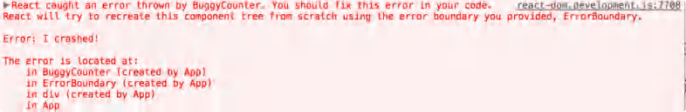 ▶React caught an error thrown by BuggyCounter. You should fix this error in your code. react-dom.development.js:7708
React will try to recreate this component tree from scratch using the error boundary you provided, ErrorBoundary.
Error: I crashed!
The error is located at:
in BuggyCounter (created by App)
in ErrorBoundary (created by App)
in div (created by App)
in App